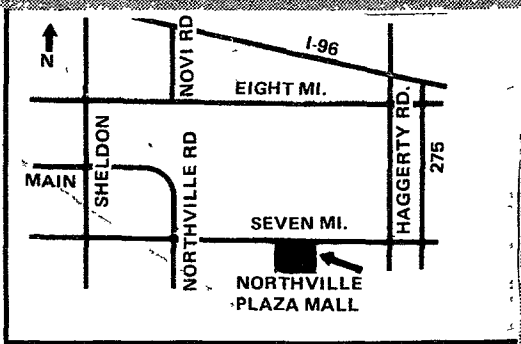 N
NOVI RD
I-96
EIGHT MI.
SHELDON
MAIN
NORTHVILLE RD
HAGGERTY RD.
275
SEVEN MI.
NORTHVILLE
PLAZA MALL